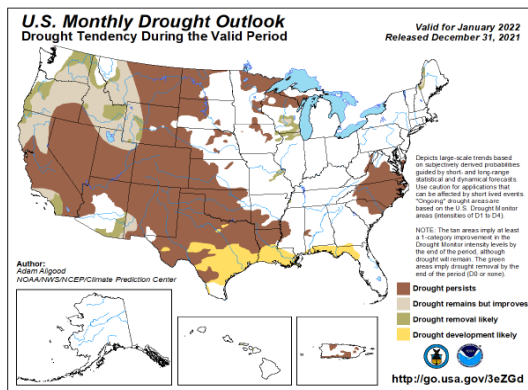 U.S. Monthly Drought Outlook
Drought Tendency During the Valid Period
Valid for January 2022
Released December 31, 2021
Depicts large-scale trends based
on subjectively derived probabilities
guided by short- and long-range
statistical and dynamical forecasts.
Use caution for applications that
can be affected by short lived events.
"Ongoing" drought areas are
based on the U.S. Drought Monitor
areas (intensities of D1 to D4).
NOTE: The tan areas imply at least
a 1-category improvement in the
Drought Monitor intensity levels by
the end of the period, although
drought will remain. The green
areas imply drought removal by the
end of the period (D0 or none).
Author:
Adam Allgood
NOAA/NWS/NCEP/Climate Prediction Center
Drought persists
Drought remains but improves
Drought removal likely
Drought development likely
http://go.usa.gov/3eZGd